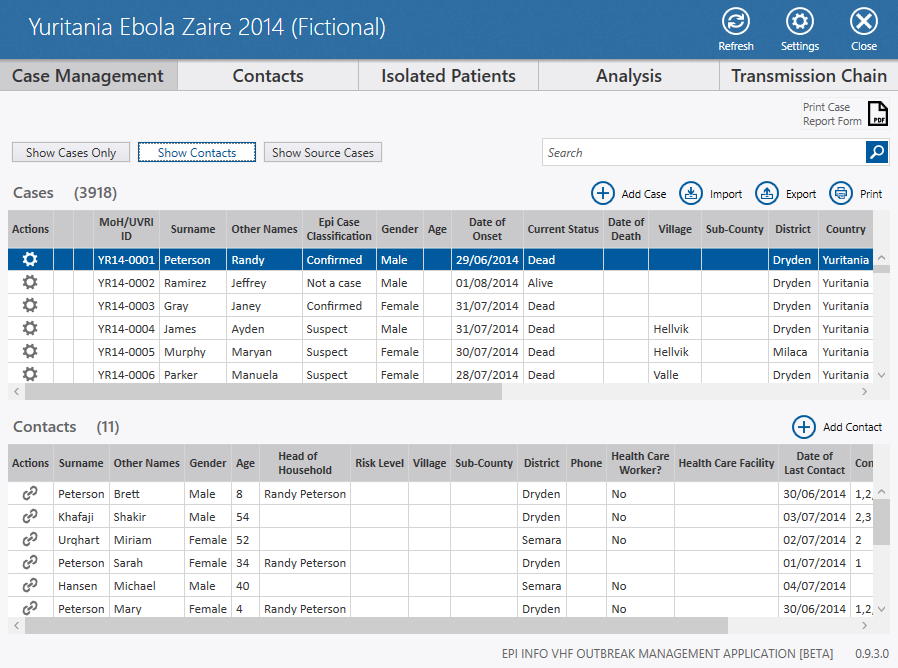 Yuritania Ebola Zaire 2014 (Fictional)
Refresh Settings Close
Case Management Contacts Isolated Patients Analysis Transmission Chain
Print Case
Report Form
PDF
Show Cases Only Show Contacts Show Source Cases Search
Cases (3918) Add Case Import Export Print
Actions MoH/UVRI ID Surname Other Names Epi Case Classification Gender Age Date of Onset Current Status Date of Death Village Sub-County District Country
YR14-0001 Peterson Randy Confirmed Male 29/06/2014 Dead Dryden Yuritania
YR14-0002 Ramirez Jeffrey Not a case Male 01/08/2014 Alive Dryden Yuritania
YR14-0003 Gray Janey Confirmed Female 31/07/2014 Dead Dryden Yuritania
YR14-0004 James Ayden Suspect Male 31/07/2014 Dead Hellvik Dryden Yuritania
YR14-0005 Murphy Maryan Suspect Female 30/07/2014 Dead Hellvik Milaca Yuritania
YR14-0006 Parker Manuela Suspect Female 28/07/2014 Dead Valle Dryden Yuritania
Contacts (11) Add Contact
Actions Surname Other Names Gender Age Head of Household Risk Level Village Sub-County District Phone Health Care Worker? Health Care Facility Date of Last Contact Con
Peterson Brett Male 8 Randy Peterson Dryden No 30/06/2014 1,2,
Khafaji Shakir Male 54 Dryden No 03/07/2014 2,3
Urqhart Miriam Female 52 Semara No 02/07/2014 2
Peterson Sarah Female 34 Randy Peterson Dryden 01/07/2014 1
Hansen Michael Male 40 Semara No 04/07/2014
Peterson Mary Female 4 Randy Peterson Dryden No 30/06/2014 1,2,
EPI INFO VHF OUTBREAK MANAGEMENT APPLICATION [BETA] 0.9.3.0